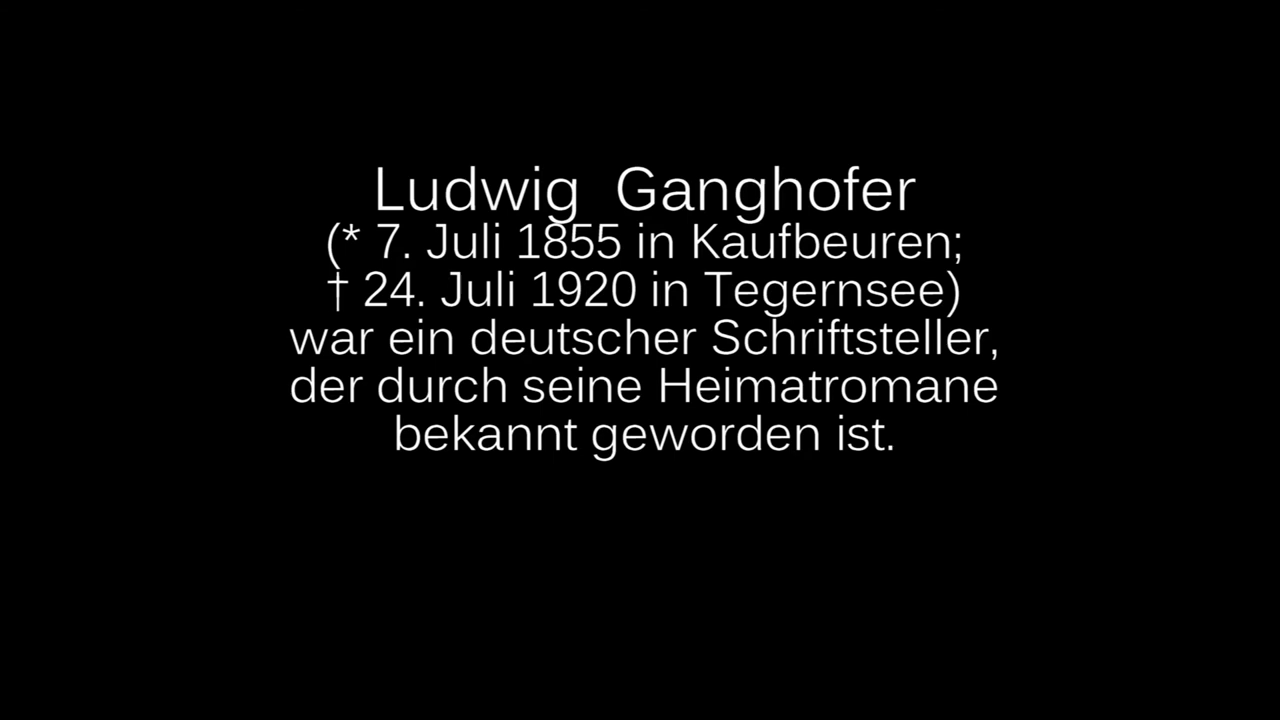 Ludwig Ganghofer
(* 7. Juli 1855 in Kaufbeuren;
† 24. Juli 1920 in Tegernsee)
war ein deutscher Schriftsteller,
der durch seine Heimatromane
bekannt geworden ist.